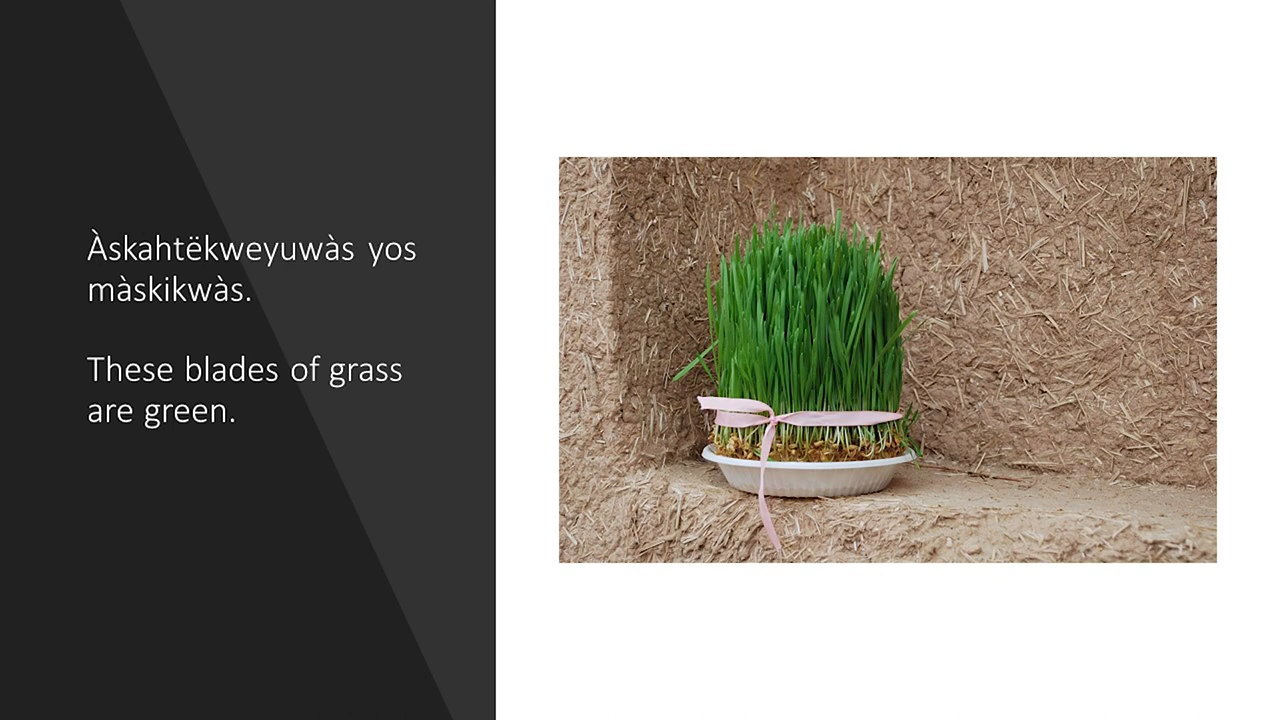 Àskahtëkweyuwàs yos
màskikwàs.
These blades of grass
are green.